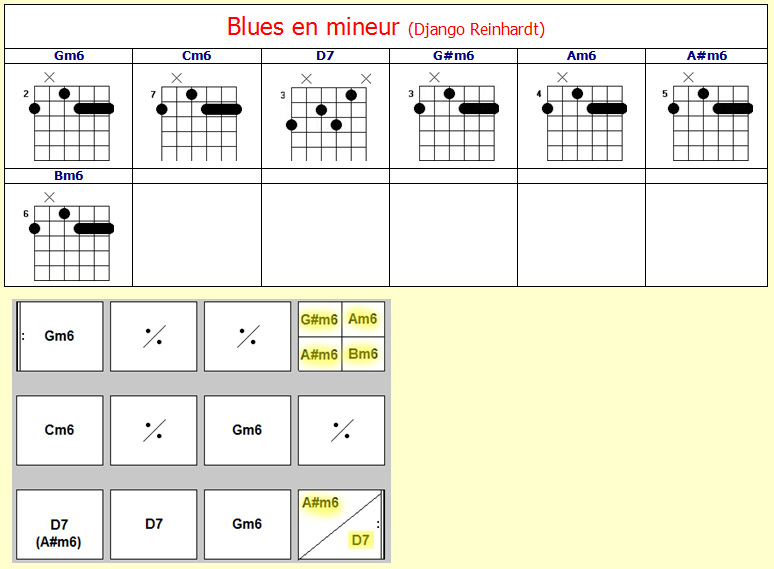 Blues en mineur (Django Reinhardt)
Gm6 Cm6 D7 G#m6 Am6 A#m6
2 7 3 3 4 5
Bm6
6
Gm6 G#m6 Am6
A#m6 Bm6
Cm6 Gm6
D7 (A#m6) D7 Gm6 A#m6
D7